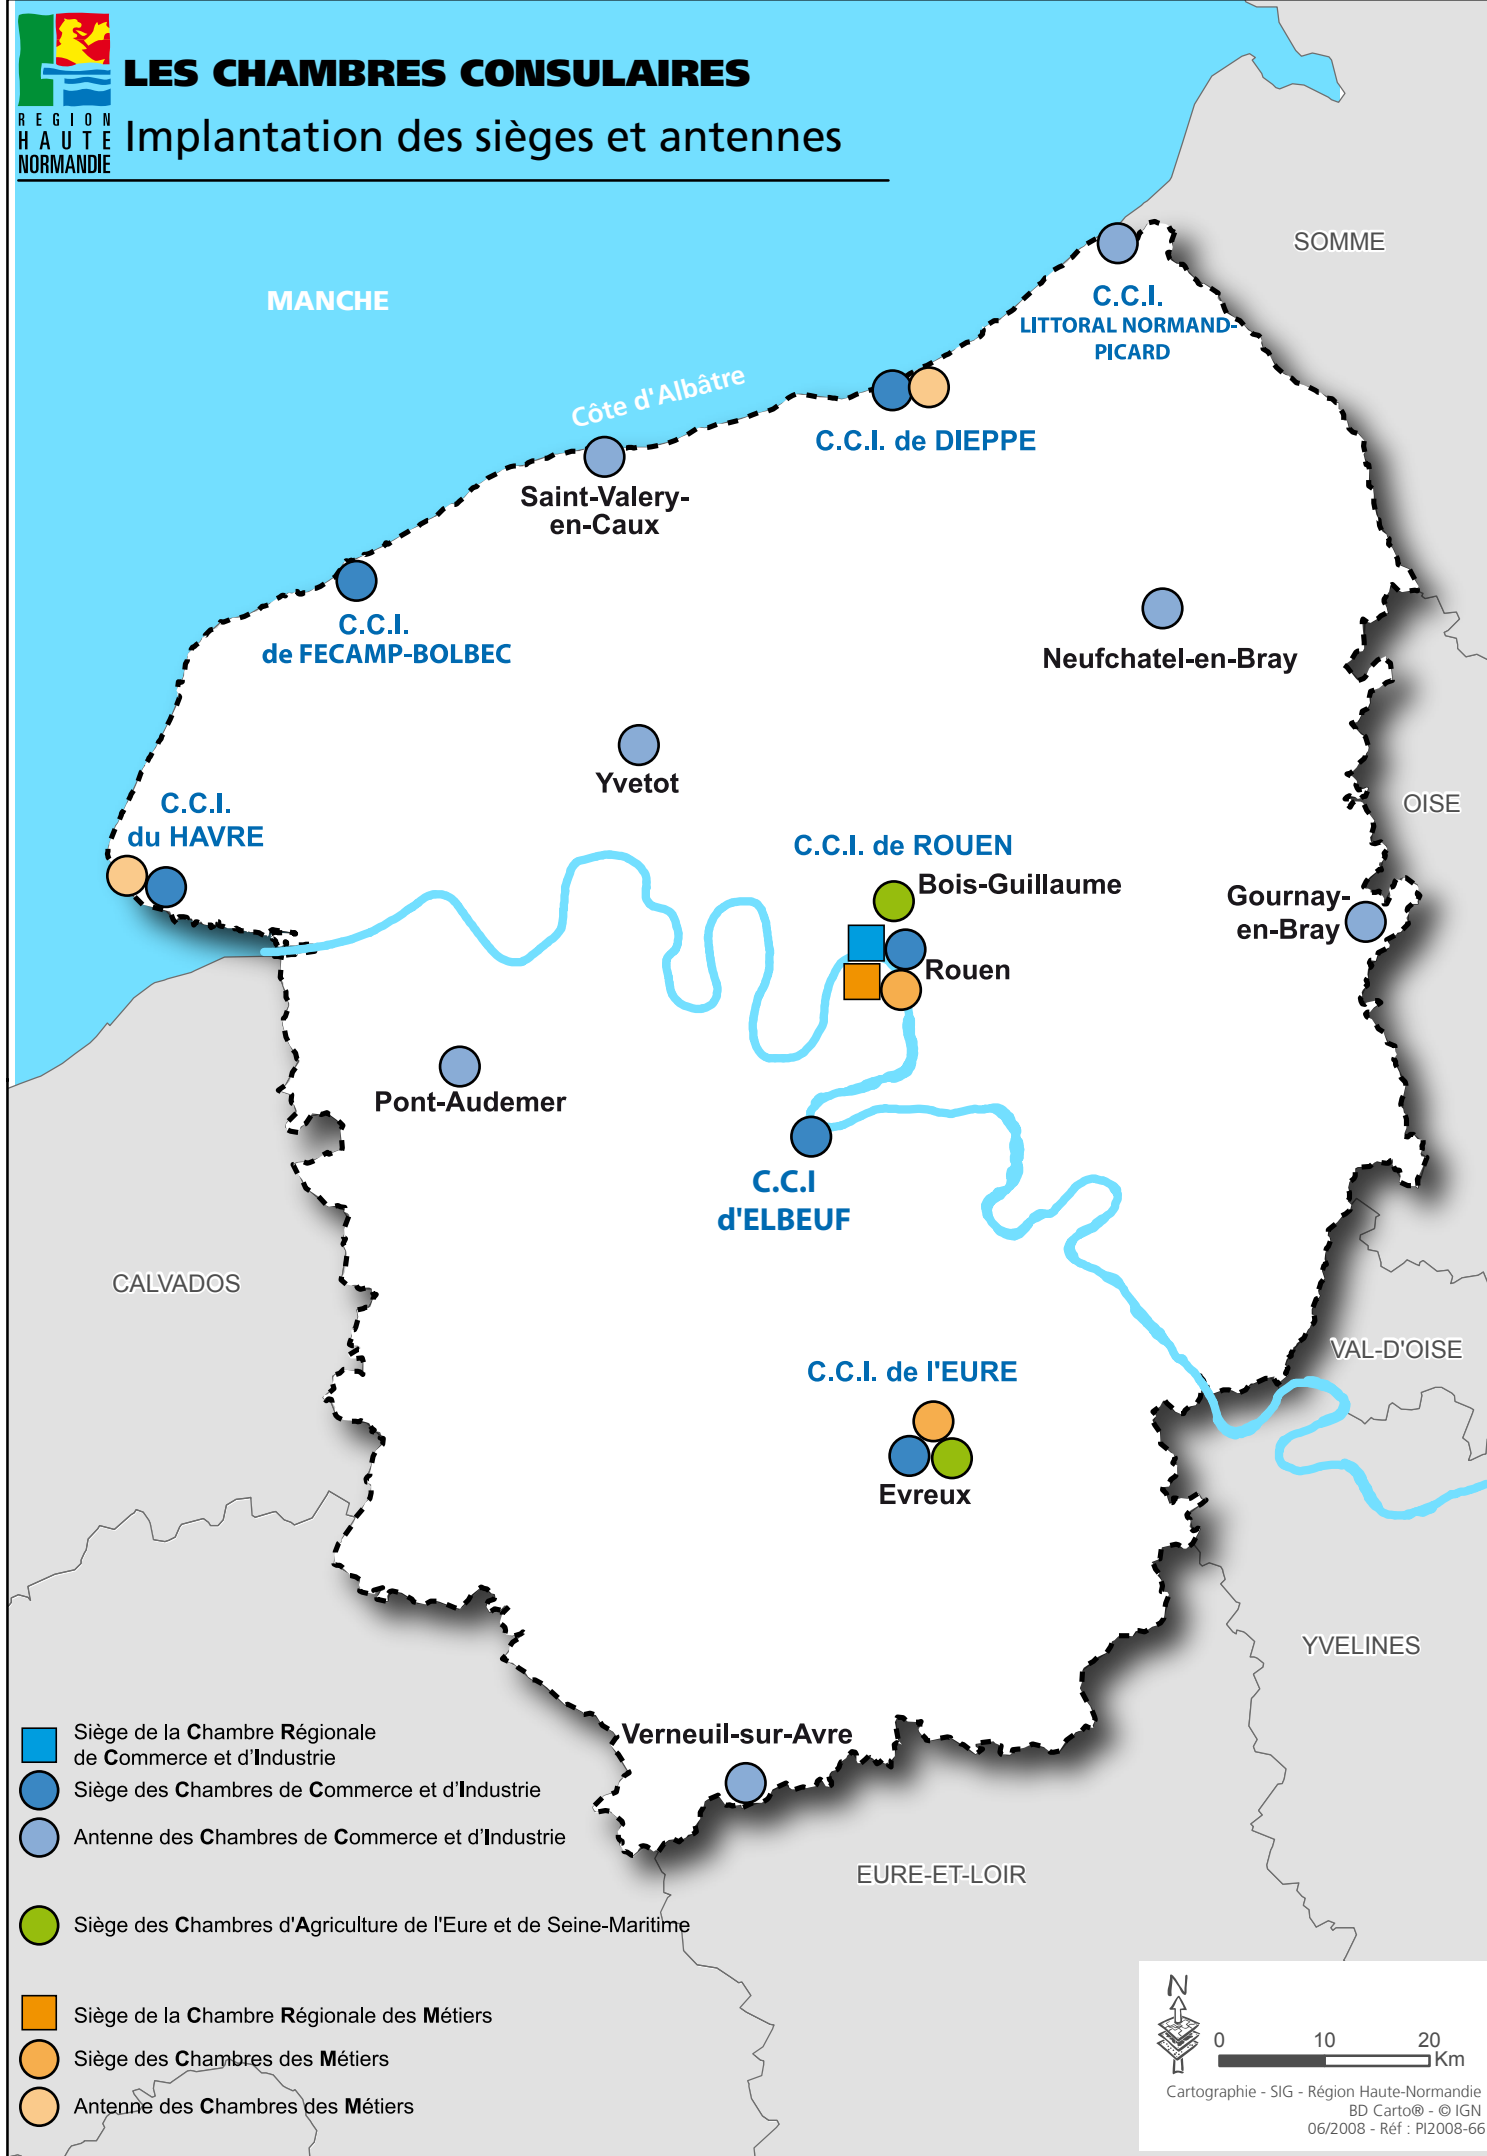 LES CHAMBRES CONSULAIRES
Implantation des sièges et antennes
REGION
HAUTE
NORMANDIE
SOMME
MANCHE
C.C.I.
LITTORAL NORMAND-
PICARD
Côte d'Albâtre
C.C.I. de DIEPPE
Saint-Valery-
en-Caux
C.C.I.
de FECAMP-BOLBEC
Neufchatel-en-Bray
Yvetot
OISE
C.C.I.
du HAVRE
C.C.I. de ROUEN
Bois-Guillaume
Gournay-
en-Bray
Rouen
Pont-Audemer
C.C.I
d'ELBEUF
CALVADOS
VAL-D'OISE
C.C.I. de l'EURE
Evreux
YVELINES
Verneuil-sur-Avre
EURE-ET-LOIR
Siège de la Chambre Régionale
de Commerce et d'Industrie
Siège des Chambres de Commerce et d'Industrie
Antenne des Chambres de Commerce et d'Industrie
Siège des Chambres d'Agriculture de l'Eure et de Seine-Maritime
Siège de la Chambre Régionale des Métiers
Siège des Chambres des Métiers
Antenne des Chambres des Métiers
N
0 10 20
Km
Cartographie - SIG - Région Haute-Normandie
BD Carto® - © IGN
06/2008 - Réf : PI2008-66